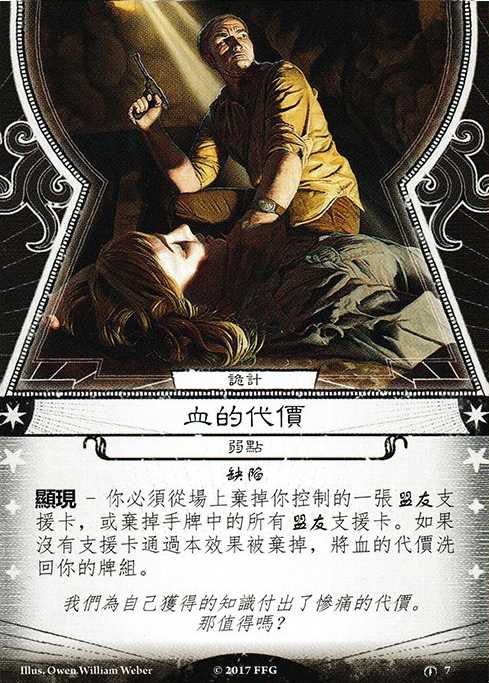 詭計
血的代價
弱點
缺陷
顯現 – 你必須從場上棄掉你控制的一張盟友支
援卡，或棄掉手牌中的所有盟友支援卡。如果
沒有支援卡通過本效果被棄掉，將血的代價洗
回你的牌組。
我們為自己獲得的知識付出了慘痛的代價。
那值得嗎？
Illus. Owen William Weber
© 2017 FFG
7